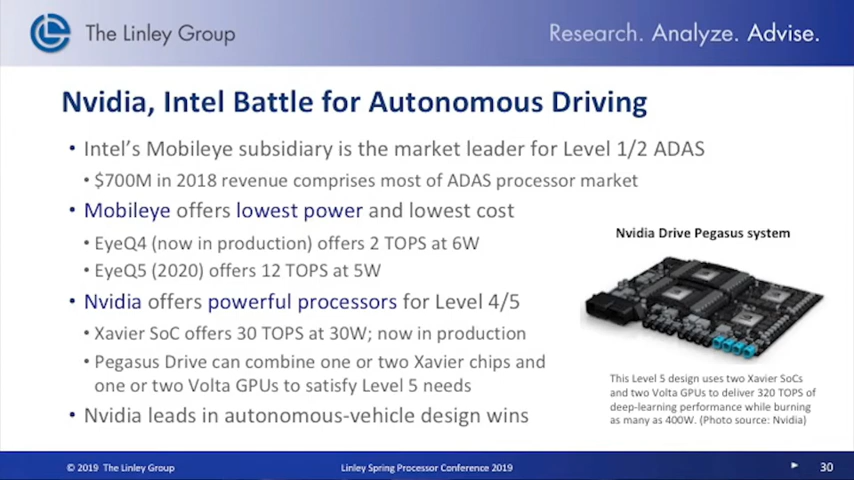 The Linley Group
Research. Analyze. Advise.
Nvidia, Intel Battle for Autonomous Driving
• Intel's Mobileye subsidiary is the market leader for Level 1/2 ADAS
• $700M in 2018 revenue comprises most of ADAS processor market
• Mobileye offers lowest power and lowest cost
• EyeQ4 (now in production) offers 2 TOPS at 6W
• EyeQ5 (2020) offers 12 TOPS at 5W
• Nvidia offers powerful processors for Level 4/5
• Xavier SoC offers 30 TOPS at 30W; now in production
• Pegasus Drive can combine one or two Xavier chips and
one or two Volta GPUs to satisfy Level 5 needs
• Nvidia leads in autonomous-vehicle design wins
Nvidia Drive Pegasus system
This Level 5 design uses two Xavier SoCs
and two Volta GPUs to deliver 320 TOPS of
deep-learning performance while burning
as many as 400W. (Photo source: Nvidia)
© 2019 The Linley Group
Linley Spring Processor Conference 2019
30